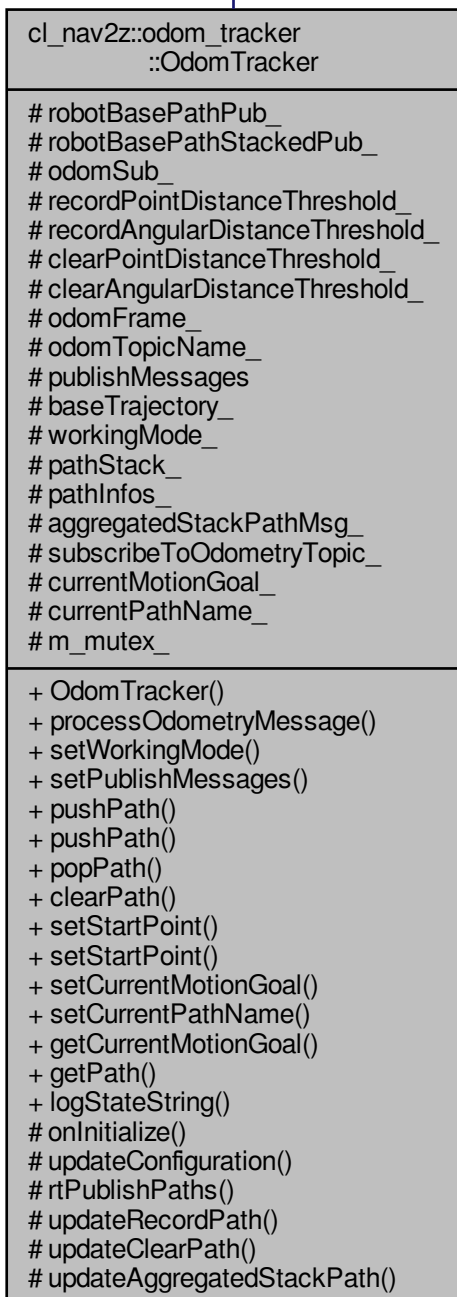 cl_nav2z::odom_tracker
::OdomTracker
# robotBasePathPub_
# robotBasePathStackedPub_
# odomSub_
# recordPointDistanceThreshold_
# recordAngularDistanceThreshold_
# clearPointDistanceThreshold_
# clearAngularDistanceThreshold_
# odomFrame_
# odomTopicName_
# publishMessages
# baseTrajectory_
# workingMode_
# pathStack_
# pathInfos_
# aggregatedStackPathMsg_
# subscribeToOdometryTopic_
# currentMotionGoal_
# currentPathName_
# m_mutex_
+ OdomTracker()
+ processOdometryMessage()
+ setWorkingMode()
+ setPublishMessages()
+ pushPath()
+ pushPath()
+ popPath()
+ clearPath()
+ setStartPoint()
+ setStartPoint()
+ setCurrentMotionGoal()
+ setCurrentPathName()
+ getCurrentMotionGoal()
+ getPath()
+ logStateString()
# onInitialize()
# updateConfiguration()
# rtPublishPaths()
# updateRecordPath()
# updateClearPath()
# updateAggregatedStackPath()